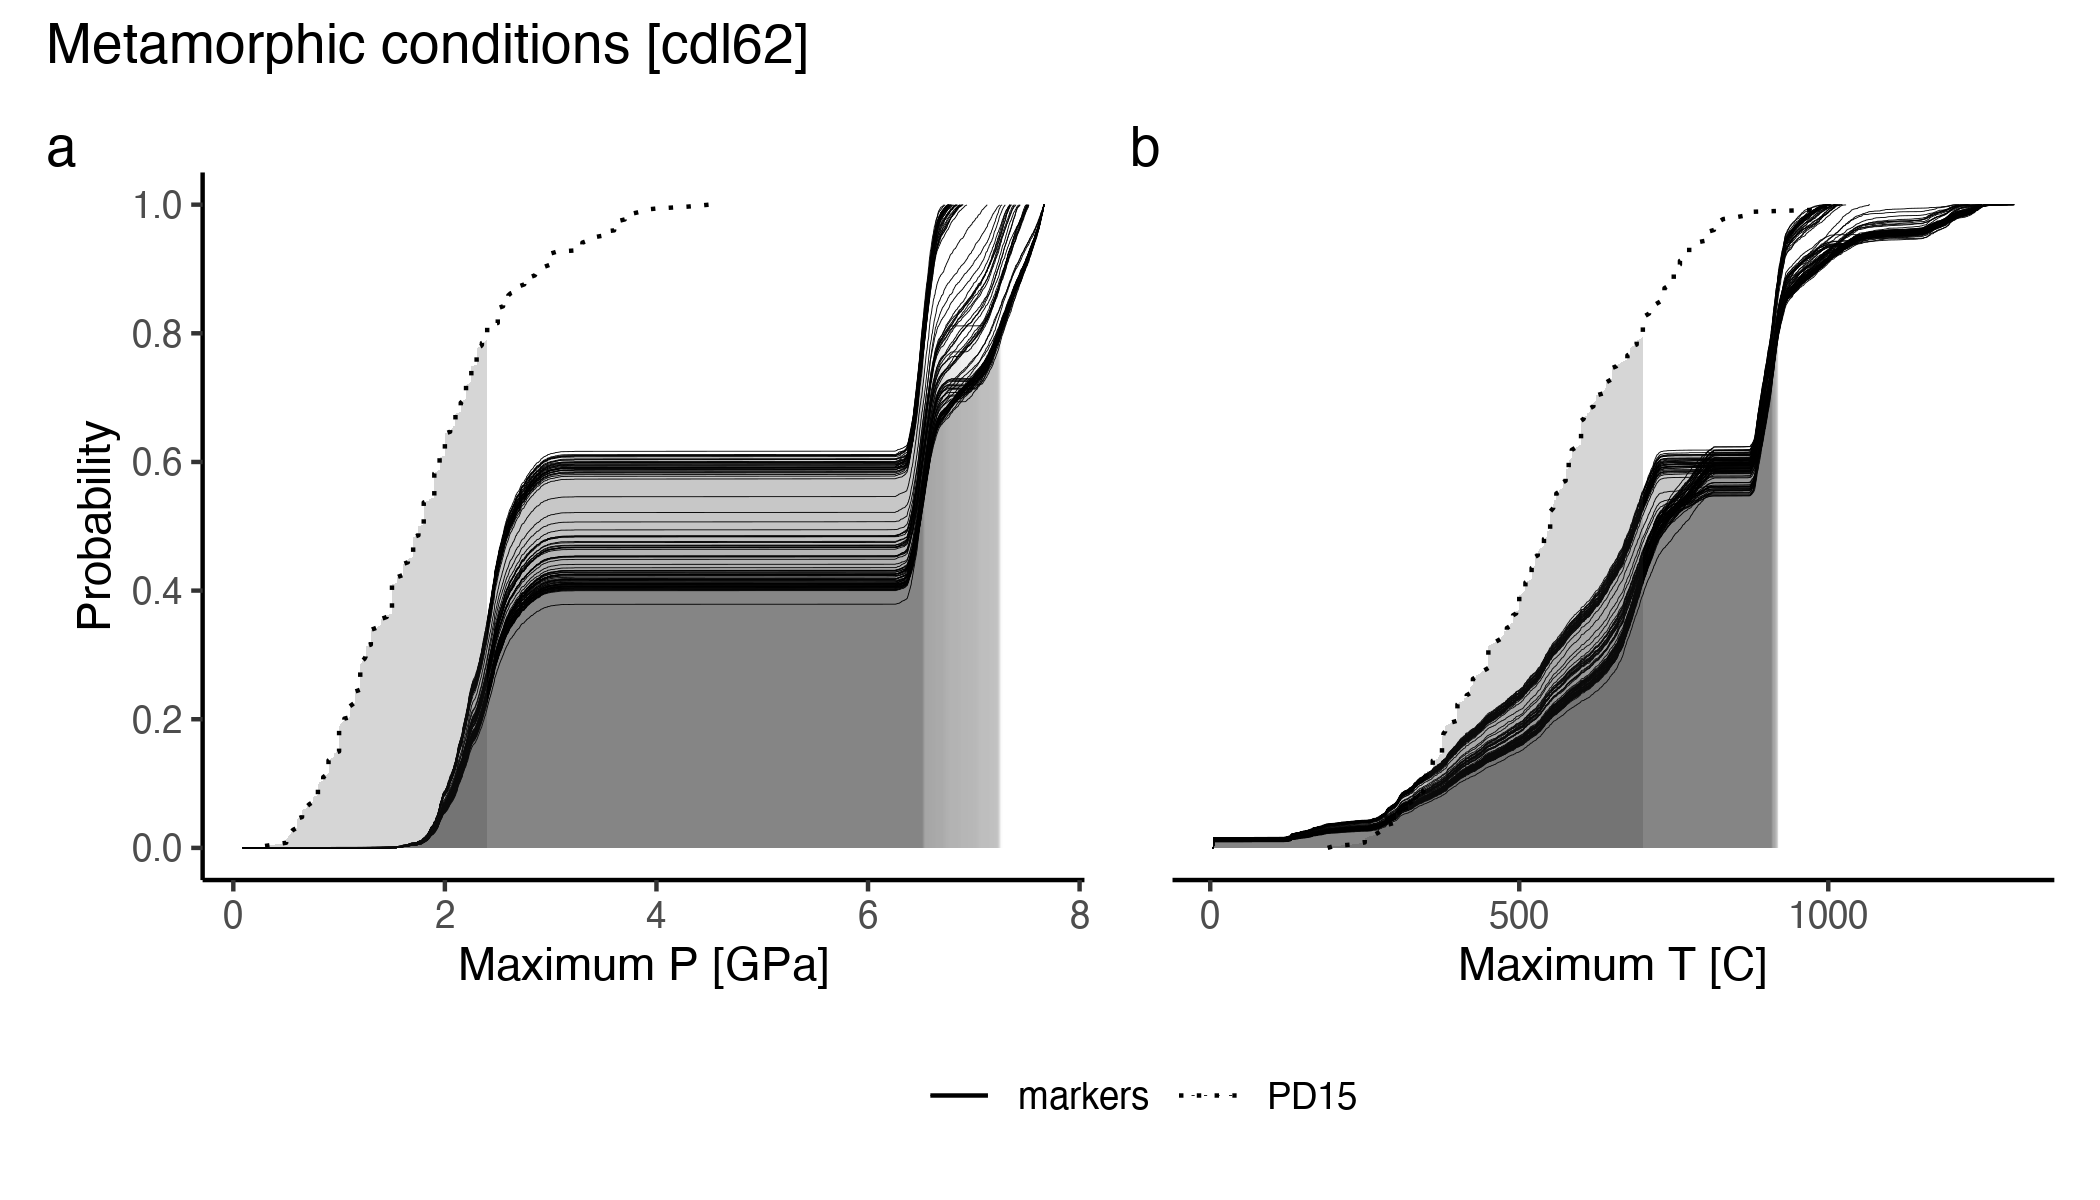 Metamorphic conditions [cdl62]
a
b
Probability
1.0
0.8
0.6
0.4
0.2
0.0
0 2 4 6 8
Maximum P [GPa]
0 500 1000
Maximum T [C]
markers PD15